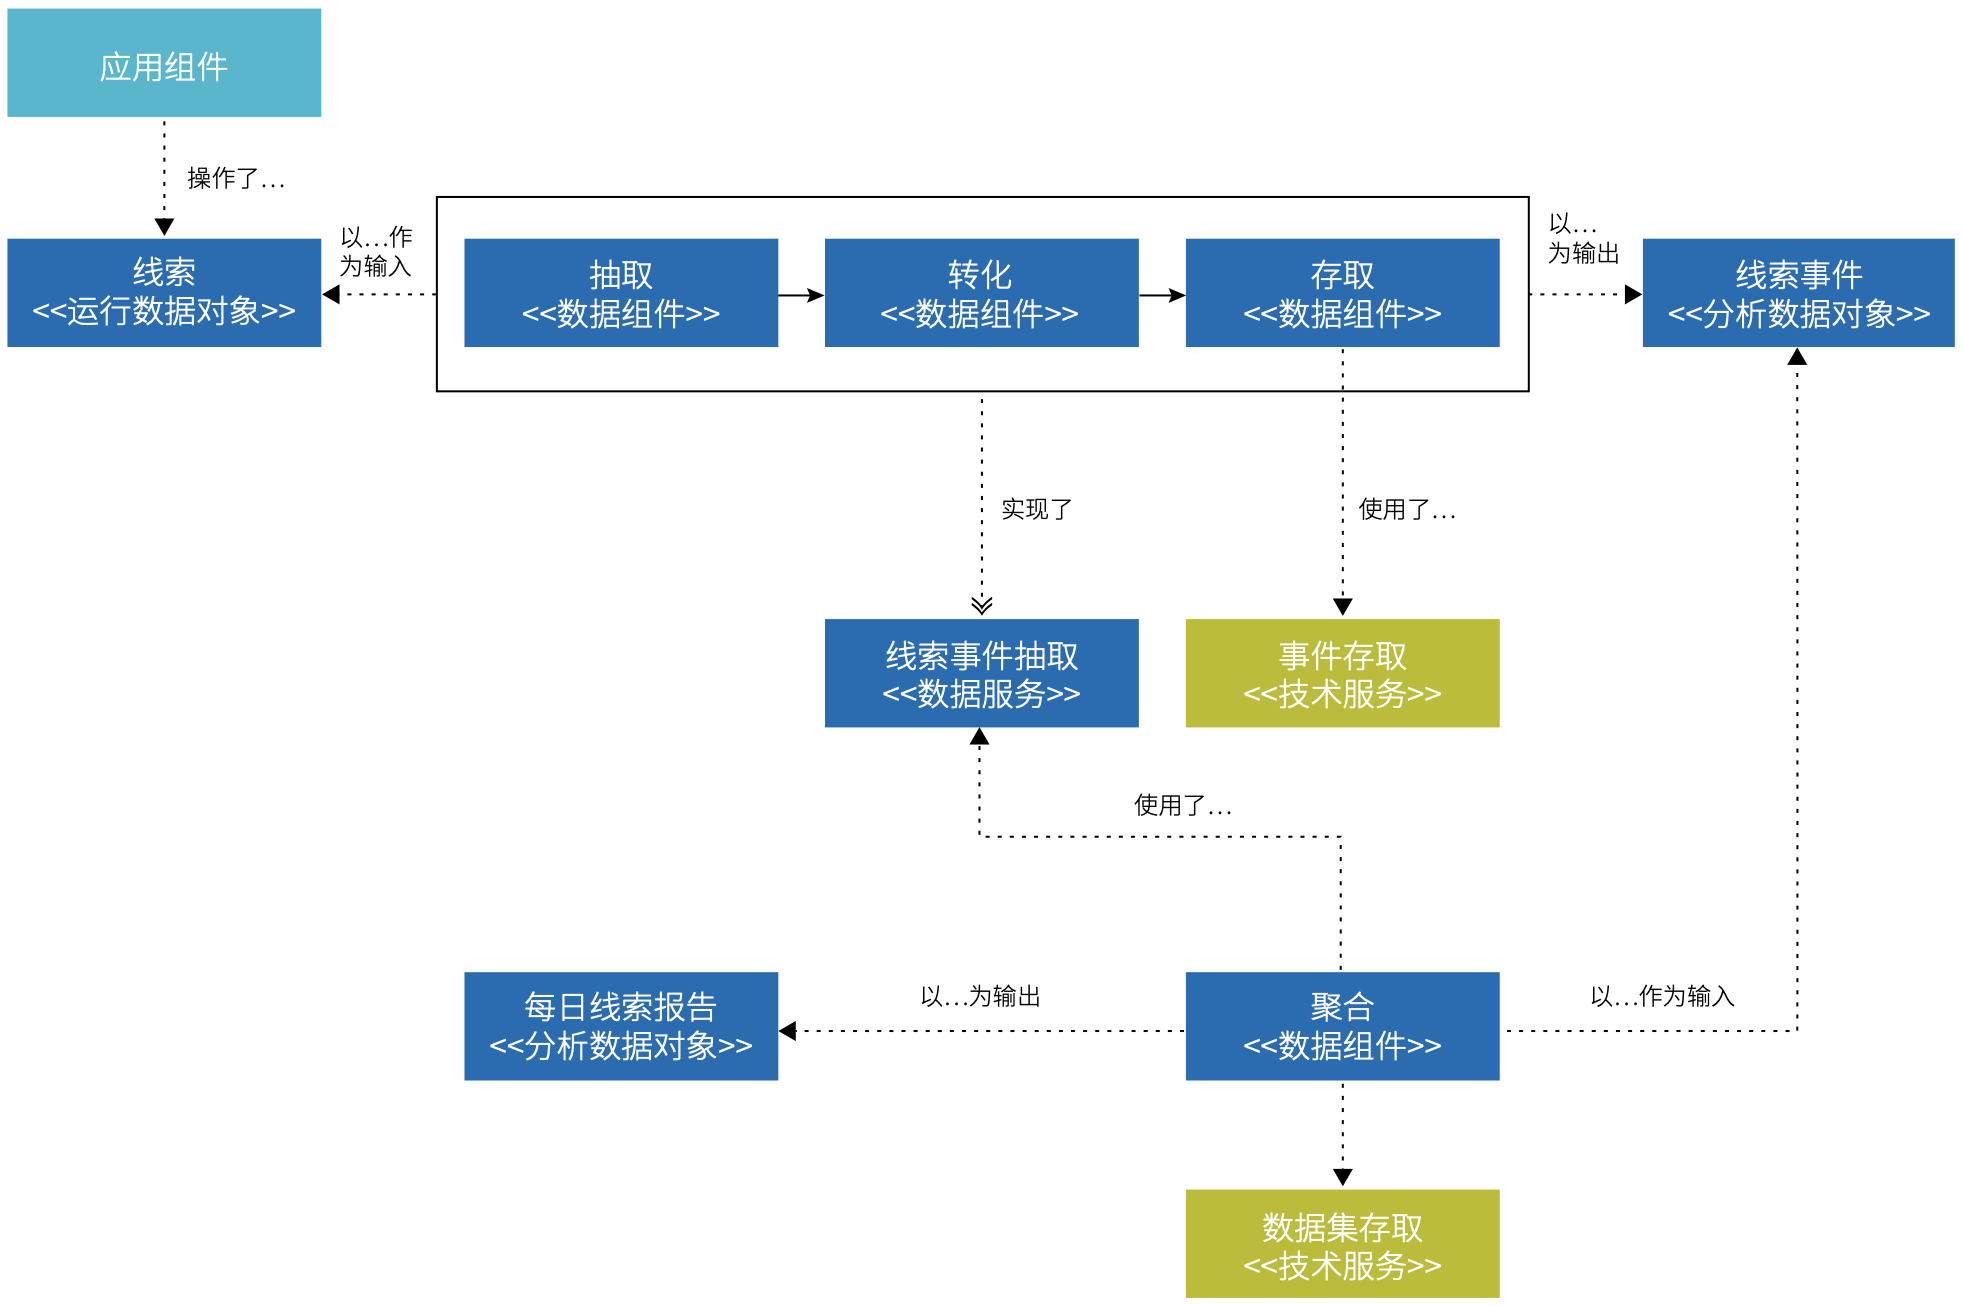 应用组件
操作了...
线索
<<运行数据对象>>
以...作
为输入
抽取
<<数据组件>>
转化
<<数据组件>>
存取
<<数据组件>>
以...
为输出
线索事件
<<分析数据对象>>
实现了
使用了...
线索事件抽取
<<数据服务>>
事件存取
<<技术服务>>
使用了...
每日线索报告
<<分析数据对象>>
以...为输出
聚合
<<数据组件>>
以...作为输入
数据集存取
<<技术服务>>